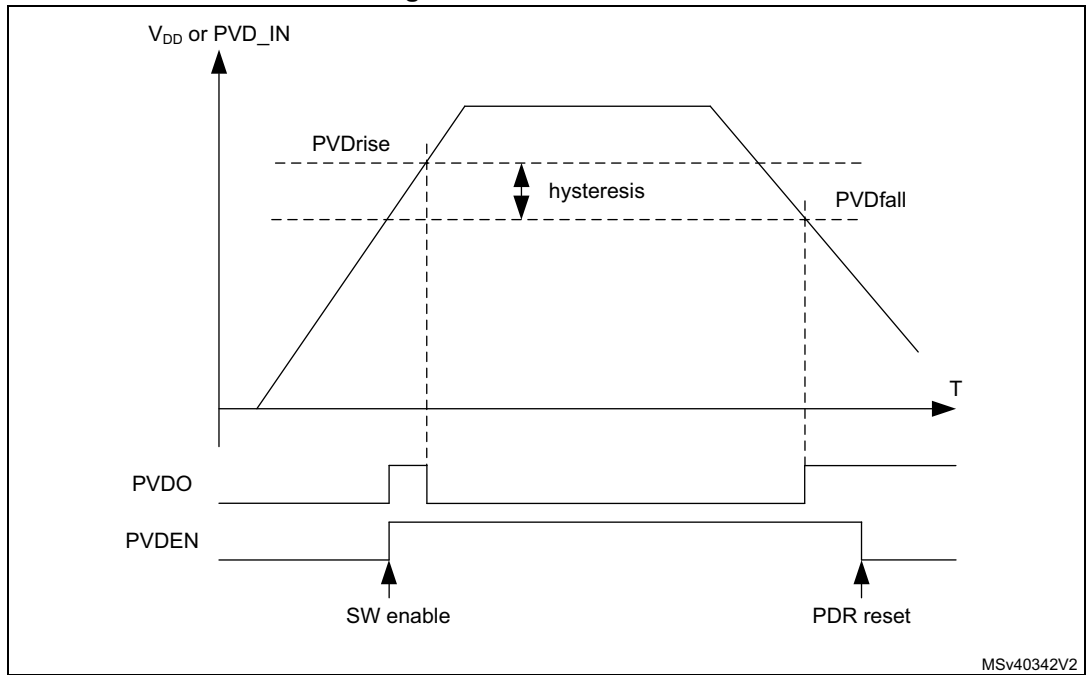 V_DD or PVD_IN
PVDrise
hysteresis
PVDfall
T
PVDO
PVDEN
SW enable
PDR reset
MSv40342V2